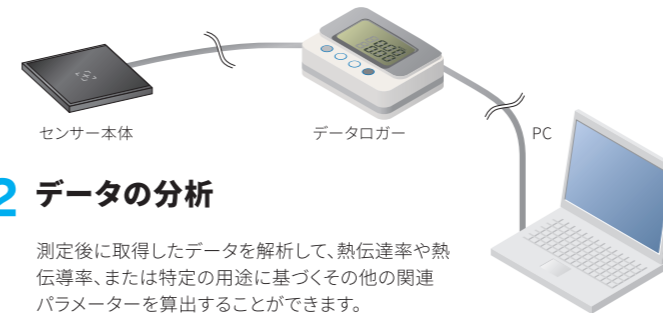 センサー本体
データロガー
PC
2 データの分析
測定後に取得したデータを解析して、熱伝達率や熱
伝導率、または特定の用途に基づくその他の関連
パラメーターを算出することができます。